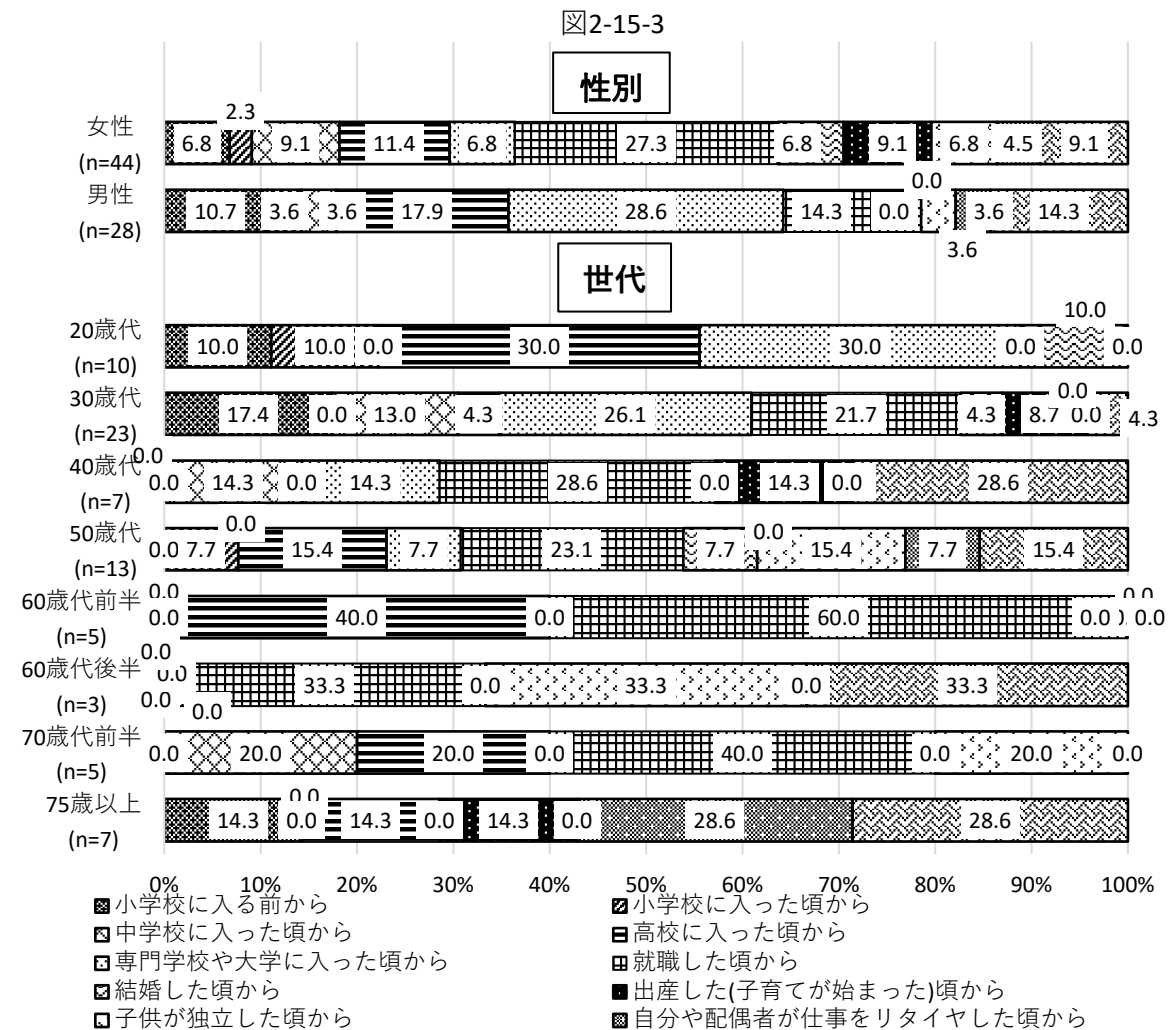 図2-15-3
性別
2.3
女性
(n=44)
6.8 9.1 11.4 6.8 27.3 6.8 9.1 6.8 4.5 9.1
0.0
男性
(n=28)
10.7 3.6 3.6 17.9 28.6 14.3 0.0 3.6 14.3
3.6
世代
10.0
20歳代
(n=10)
10.0 10.0 0.0 30.0 30.0 0.0 0.0
0.0
30歳代
(n=23)
17.4 0.0 13.0 4.3 26.1 21.7 4.3 8.7 0.0 4.3
0.0
40歳代
(n=7)
0.0 14.3 0.0 14.3 28.6 0.0 14.3 0.0 28.6
0.0 0.0
50歳代
(n=13)
0.0 7.7 15.4 7.7 23.1 7.7 15.4 7.7 15.4
0.0 0.0
60歳代前半
(n=5)
0.0 40.0 0.0 60.0 0.0 0.0
0.0
60歳代後半
(n=3)
0.0 33.3 0.0 33.3 0.0 33.3
0.0
0.0
70歳代前半
(n=5)
0.0 20.0 20.0 0.0 40.0 0.0 20.0 0.0
0.0
75歳以上
(n=7)
14.3 0.0 14.3 0.0 14.3 0.0 28.6 28.6
0% 10% 20% 30% 40% 50% 60% 70% 80% 90% 100%
小学校に入る前から
小学校に入った頃から
中学校に入った頃から
高校に入った頃から
専門学校や大学に入った頃から
就職した頃から
結婚した頃から
出産した(子育てが始まった)頃から
子供が独立した頃から
自分や配偶者が仕事をリタイヤした頃から